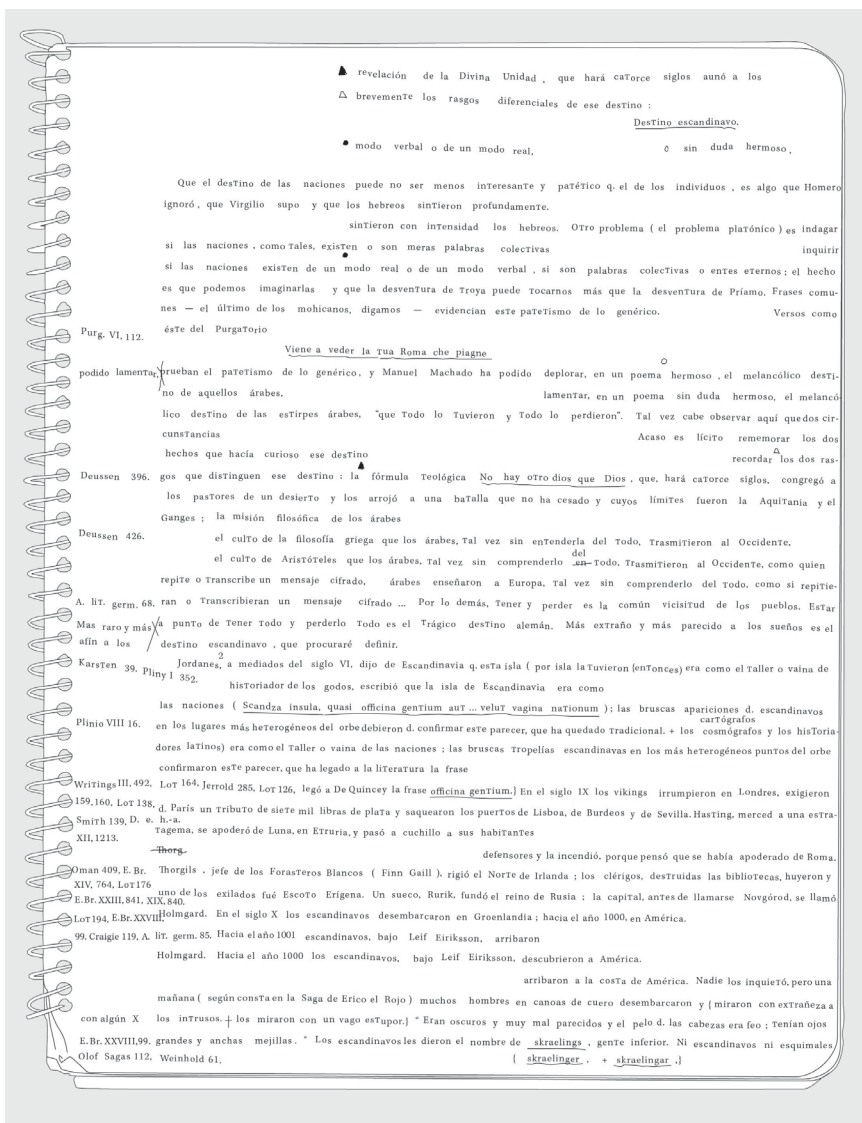 ▲ revelación de la Divina Unidad, que hará catorce siglos aunó a los
△ brevemente los rasgos diferenciales de ese destino :
Destino escandinavo.
• modo verbal o de un modo real, o sin duda hermoso,
Que el destino de las naciones puede no ser menos interesante y patético q. el de los individuos, es algo que Homero
ignoró, que Virgilio supo y que los hebreos sintieron profundamente.
sintieron con intensidad los hebreos. Otro problema ( el problema platónico ) es indagar
si las naciones, como tales, existen o son meras palabras colectivas inquirir
si las naciones existen de un modo real o de un modo verbal, si son palabras colectivas o entes eternos ; el hecho
es que podemos imaginarlas y que la desventura de Troya puede tocarnos más que la desventura de Príamo. Frases comu-
nes — el último de los mohicanos, digamos — evidencian este patetismo de lo genérico. Versos como
Purg. VI, 112. éste del Purgatorio
Viene a veder la tua Roma che piagne
podido lamentar, prueban el patetismo de lo genérico, y Manuel Machado ha podido deplorar, en un poema hermoso, el melancólico desti-
no de aquellos árabes, lamentar, en un poema sin duda hermoso, el melancó-
lico destino de las estirpes árabes, "que todo lo tuvieron y todo lo perdieron". Tal vez cabe observar aquí que dos cir-
cunstancias Acaso es lícito rememorar los dos
hechos que hacía curioso ese destino recordar los dos ras-
Deussen 396. gos que distinguen ese destino : la fórmula teológica No hay otro dios que Dios, que, hará catorce siglos, congregó a
los pastores de un desierto y los arrojó a una batalla que no ha cesado y cuyos límites fueron la Aquitania y el
Ganges ; la misión filosófica de los árabes
Deussen 426. el culto de la filosofía griega que los árabes, tal vez sin entenderla del todo, trasmitieron al Occidente,
del
el culto de Aristóteles que los árabes, tal vez sin comprenderlo en todo, trasmitieron al Occidente, como quien
repite o transcribe un mensaje cifrado, árabes enseñaron a Europa, tal vez sin comprenderlo del todo, como si repitie-
A. lit. germ. 68. ran o transcribieran un mensaje cifrado ... Por lo demás, tener y perder es la común vicisitud de los pueblos. Estar
Mas raro y más a punto de tener todo y perderlo todo es el trágico destino alemán. Más extraño y más parecido a los sueños es el
afín a los destino escandinavo, que procuraré definir.
Karsten 39. Pliny I 352. Jordanes,2 a mediados del siglo VI, dijo de Escandinavia q. esta isla ( por isla la tuvieron {entonces) era como el taller o vaina de
historiador de los godos, escribió que la isla de Escandinavia era como
las naciones ( Scandza insula, quasi officina gentium aut ... velut vagina nationum ) ; las bruscas apariciones d. escandinavos
cartógrafos
Plinio VIII 16. en los lugares más heterogéneos del orbe debieron d. confirmar este parecer, que ha quedado tradicional. + los cosmógrafos y los historia-
dores latinos) era como el taller o vaina de las naciones ; las bruscas tropelías escandinavas en los más heterogéneos puntos del orbe
confirmaron este parecer, que ha legado a la literatura la frase
Writings III, 492, Lot 164, Jerrold 285, Lot 126, legó a De Quincey la frase officina gentium.} En el siglo IX los vikings irrumpieron en Londres, exigieron
159, 160, Lot 138, d. París un tributo de siete mil libras de plata y saquearon los puertos de Lisboa, de Burdeos y de Sevilla. Hasting, merced a una estra-
Smith 139, D. e. h.-a.
XII, 1213. tagema, se apoderó de Luna, en Etruria, y pasó a cuchillo a sus habitantes
Thorg defensores y la incendió, porque pensó que se había apoderado de Roma.
Oman 409, E. Br. Thorgils, jefe de los Forasteros Blancos ( Finn Gaill ), rigió el Norte de Irlanda ; los clérigos, destruidas las bibliotecas, huyeron y
XIV, 764, Lot 176 uno de los exilados fué Escoto Erígena. Un sueco, Rurik, fundó el reino de Rusia ; la capital, antes de llamarse Novgórod, se llamó
E. Br. XXIII, 841, XIX, 840.
Lot 194, E. Br. XXVIII, Holmgard. En el siglo X los escandinavos desembarcaron en Groenlandia ; hacia el año 1000, en América.
99. Craigie 119, A. lit. germ. 85. Hacia el año 1001 escandinavos, bajo Leif Eiriksson, arribaron
Holmgard. Hacia el año 1000 los escandinavos, bajo Leif Eiriksson, descubrieron a América.
arribaron a la costa de América. Nadie los inquietó, pero una
mañana ( según consta en la Saga de Erico el Rojo ) muchos hombres en canoas de cuero desembarcaron y { miraron con extrañeza a
con algún X los intrusos. + los miraron con un vago estupor.} " Eran oscuros y muy mal parecidos y el pelo d. las cabezas era feo ; tenían ojos
E. Br. XXVIII, 99, grandes y anchas mejillas. " Los escandinavos les dieron el nombre de skraelings, gente inferior. Ni escandinavos ni esquimales
Olof Sagas 112, Weinhold 61, { skraelinger, + skraelingar,}